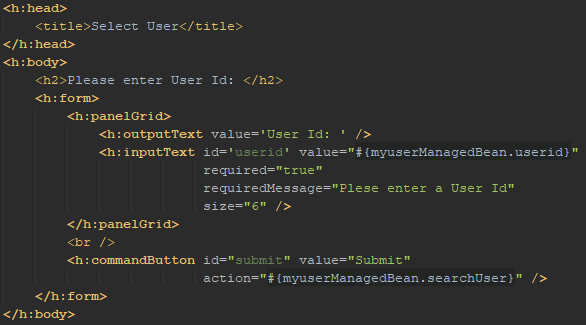 <h:head>
<title>Select User</title>
</h:head>
<h:body>
<h2>Please enter User Id: </h2>
<h:form>
<h:panelGrid>
<h:outputText value='User Id: ' />
<h:inputText id='userid' value="#{myuserManagedBean.userid}"
required="true"
requiredMessage="Plese enter a User Id"
size="6" />
</h:panelGrid>
<br />
<h:commandButton id="submit" value="Submit"
action="#{myuserManagedBean.searchUser}" />
</h:form>
</h:body>